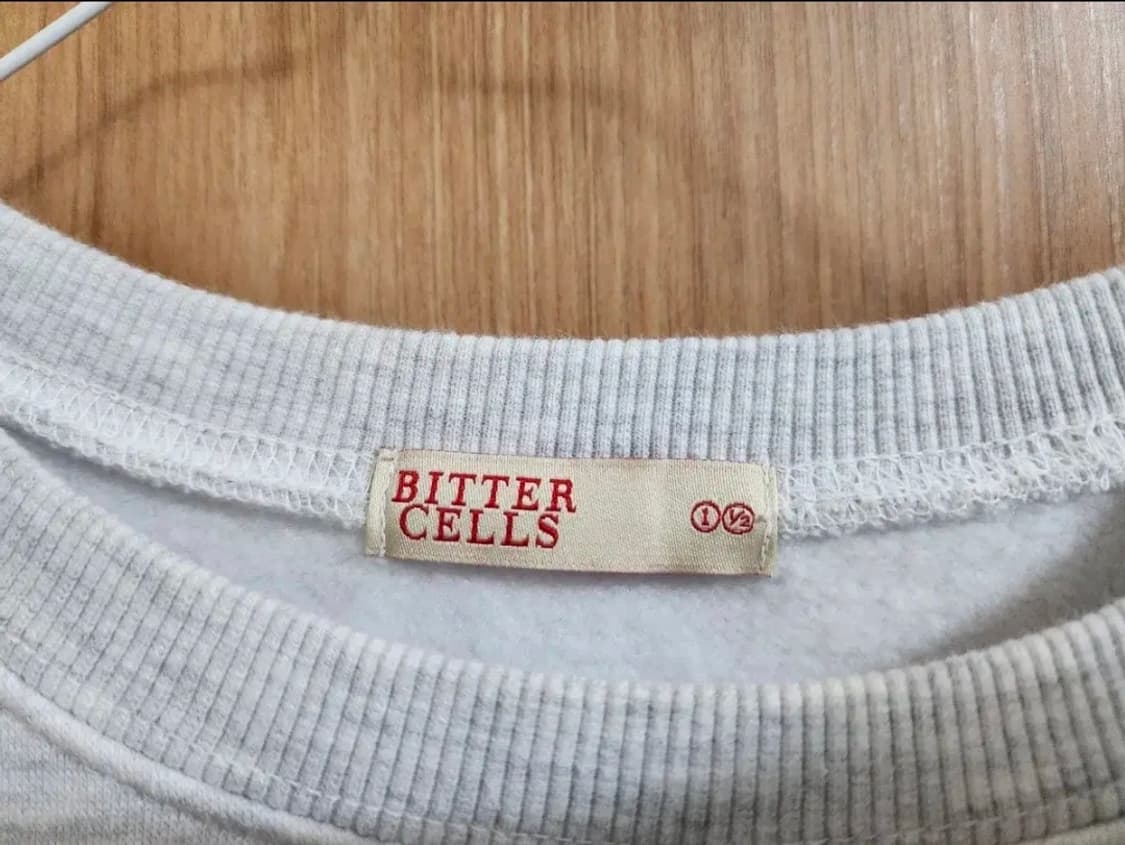 BITTER
CELLS
① ½